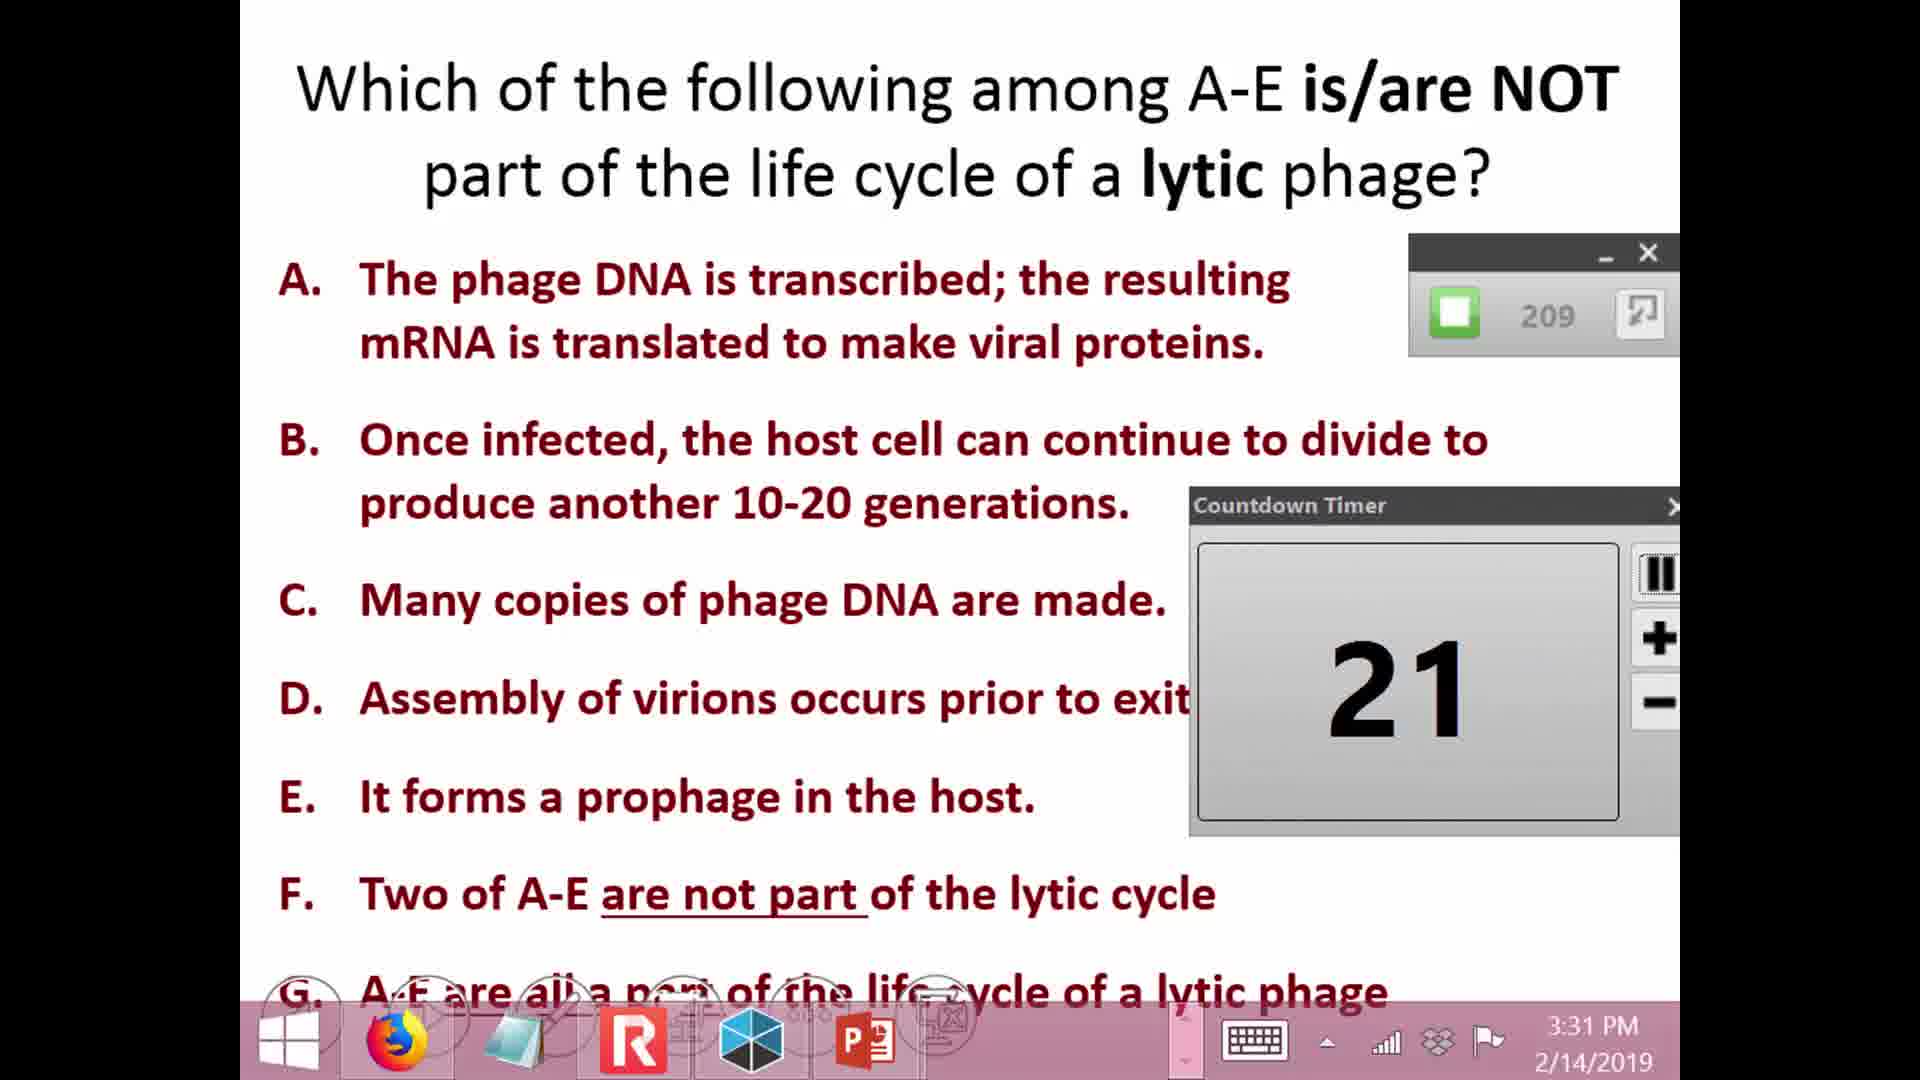 Which of the following among A-E is/are NOT
part of the life cycle of a lytic phage?
A. The phage DNA is transcribed; the resulting
mRNA is translated to make viral proteins.
209
B. Once infected, the host cell can continue to divide to
produce another 10-20 generations.
Countdown Timer
C. Many copies of phage DNA are made.
21
D. Assembly of virions occurs prior to exit
E. It forms a prophage in the host.
F. Two of A-E are not part of the lytic cycle
G. A-E are all a part of the life cycle of a lytic phage
3:31 PM
2/14/2019